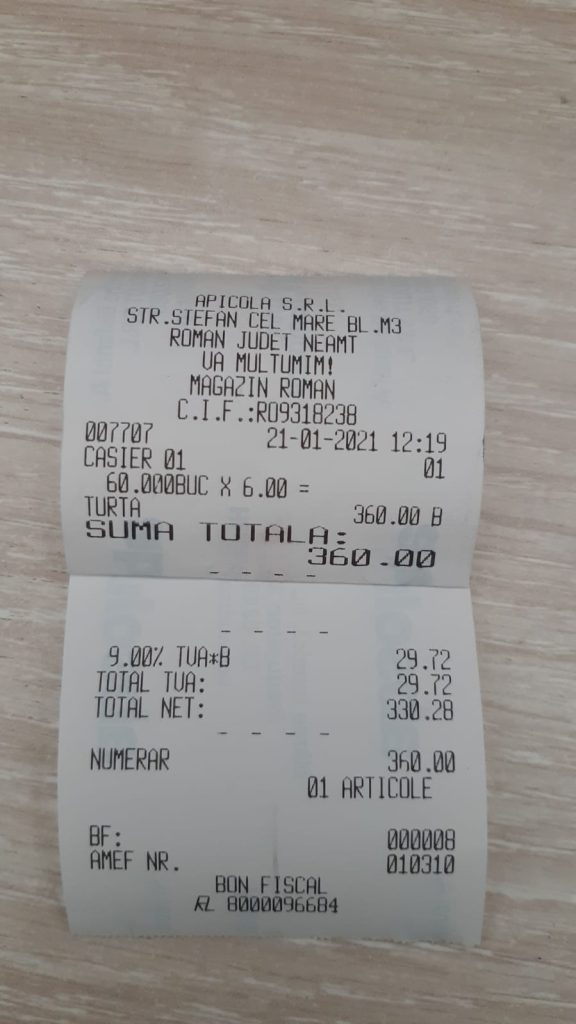 APICOLA S.R.L.
STR.STEFAN CEL MARE BL.M3
ROMAN JUDET NEAMT
VA MULTUMIM!
MAGAZIN ROMAN
C.I.F.:RO9318238
007707 21-01-2021 12:19
CASIER 01 01
60.000BUC X 6.00 =
TURTA 360.00 B
SUMA TOTALA:
360.00
- - - -
- - - -
9.00% TVA*B 29.72
TOTAL TVA: 29.72
TOTAL NET: 330.28
- - - -
NUMERAR 360.00
01 ARTICOLE
BF: 000008
AMEF NR. 010310
BON FISCAL
8000096684